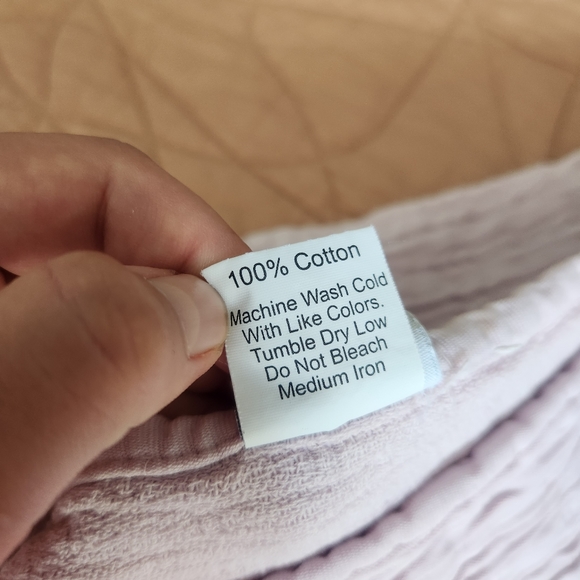 100% Cotton
Machine Wash Cold
With Like Colors.
Tumble Dry Low
Do Not Bleach
Medium Iron